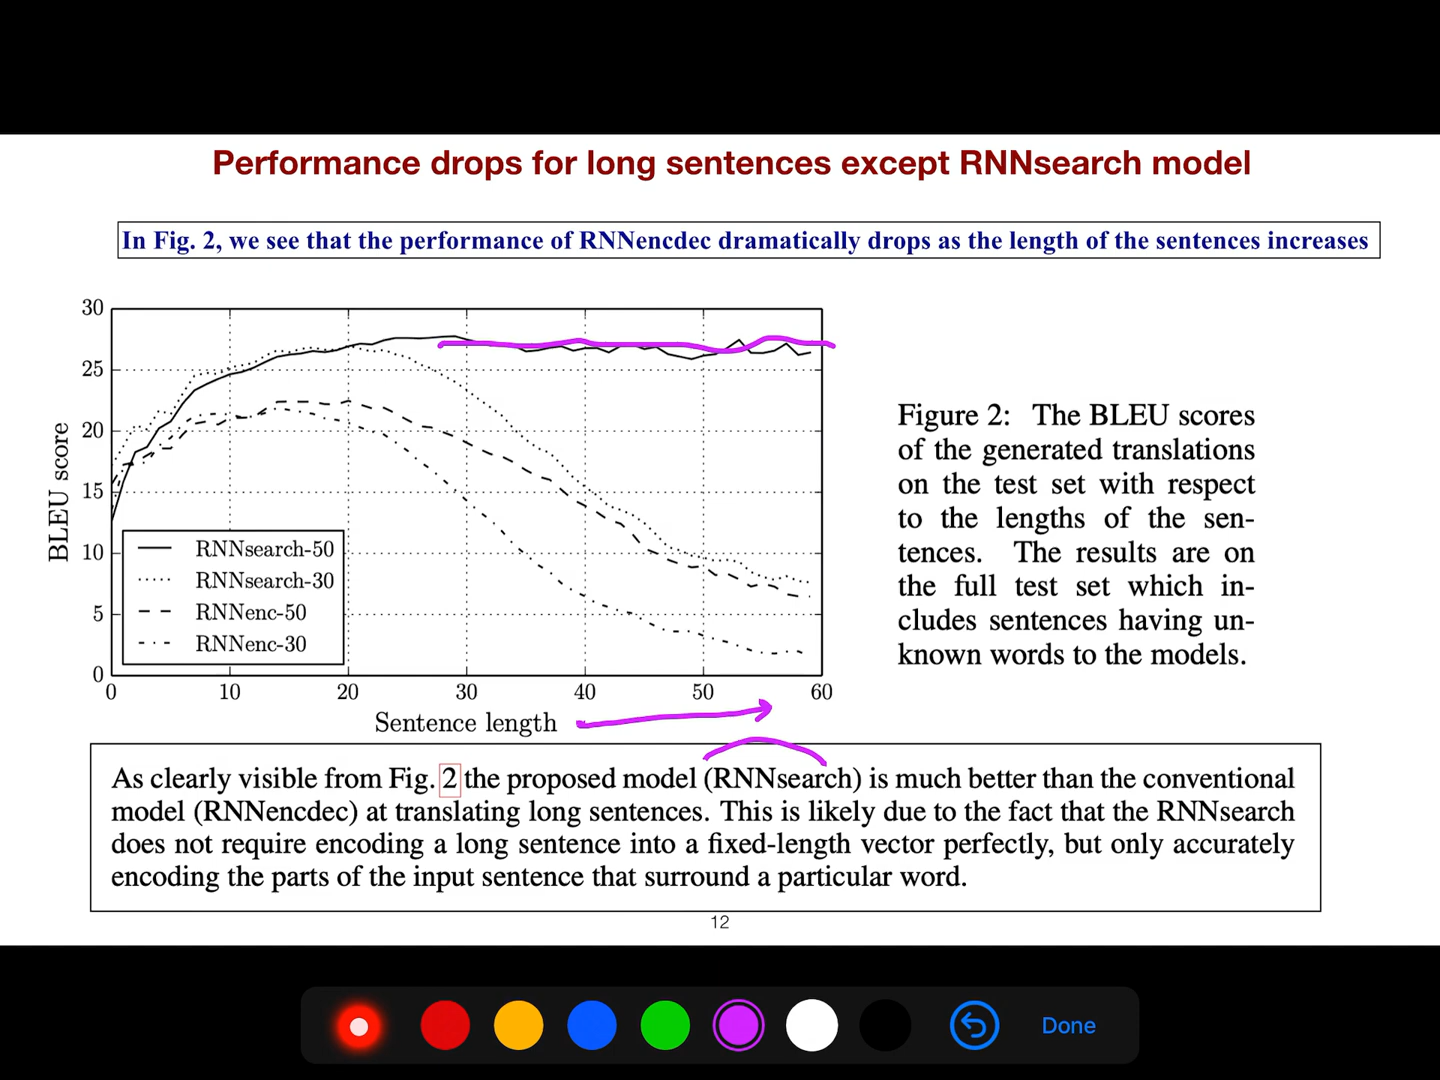 Performance drops for long sentences except RNNsearch model
In Fig. 2, we see that the performance of RNNencdec dramatically drops as the length of the sentences increases
30
25
20
15
10
5
0
BLEU score
RNNsearch-50
RNNsearch-30
RNNenc-50
RNNenc-30
0 10 20 30 40 50 60
Sentence length
Figure 2: The BLEU scores
of the generated translations
on the test set with respect
to the lengths of the sen-
tences. The results are on
the full test set which in-
cludes sentences having un-
known words to the models.
As clearly visible from Fig. 2 the proposed model (RNNsearch) is much better than the conventional
model (RNNencdec) at translating long sentences. This is likely due to the fact that the RNNsearch
does not require encoding a long sentence into a fixed-length vector perfectly, but only accurately
encoding the parts of the input sentence that surround a particular word.
12
Done